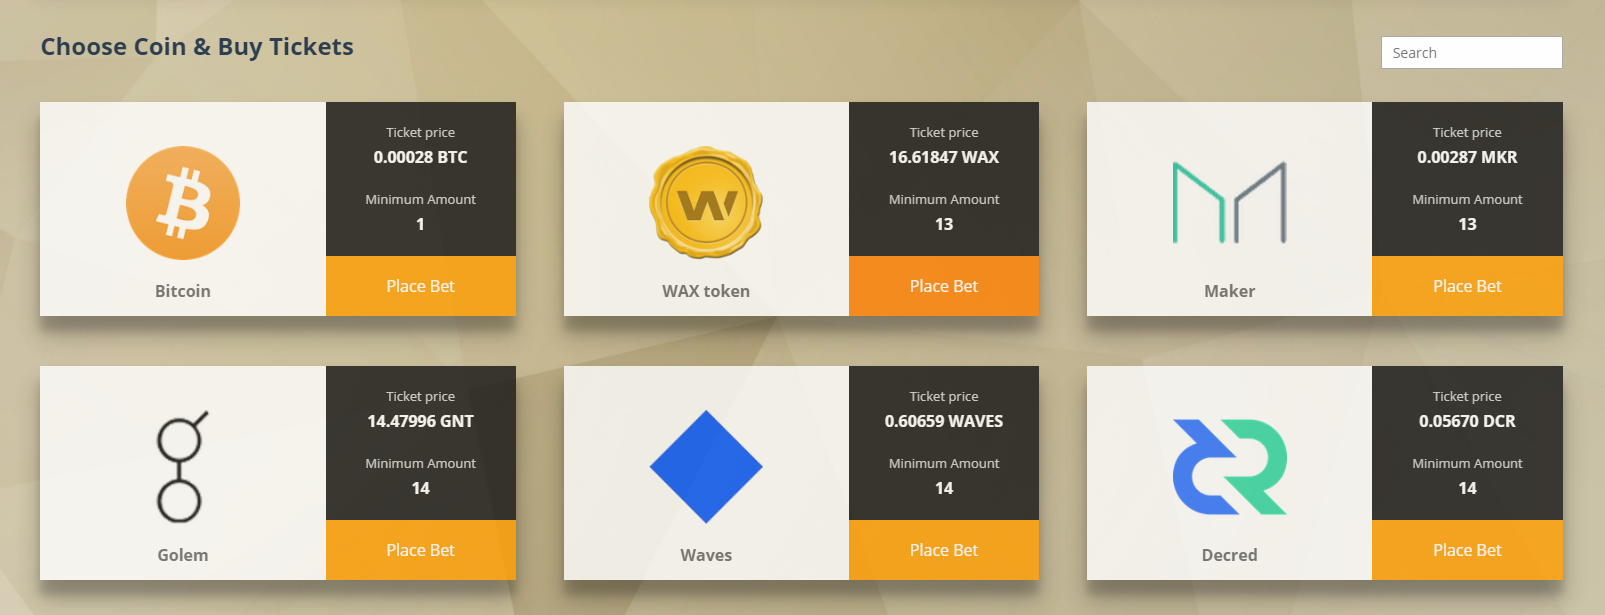 Choose Coin & Buy Tickets
Search
Ticket price
0.00028 BTC
Minimum Amount
1
Bitcoin
Place Bet
Ticket price
16.61847 WAX
Minimum Amount
13
W
WAX token
Place Bet
Ticket price
0.00287 MKR
Minimum Amount
13
Maker
Place Bet
Ticket price
14.47996 GNT
Minimum Amount
14
Golem
Place Bet
Ticket price
0.60659 WAVES
Minimum Amount
14
Waves
Place Bet
Ticket price
0.05670 DCR
Minimum Amount
14
Decred
Place Bet